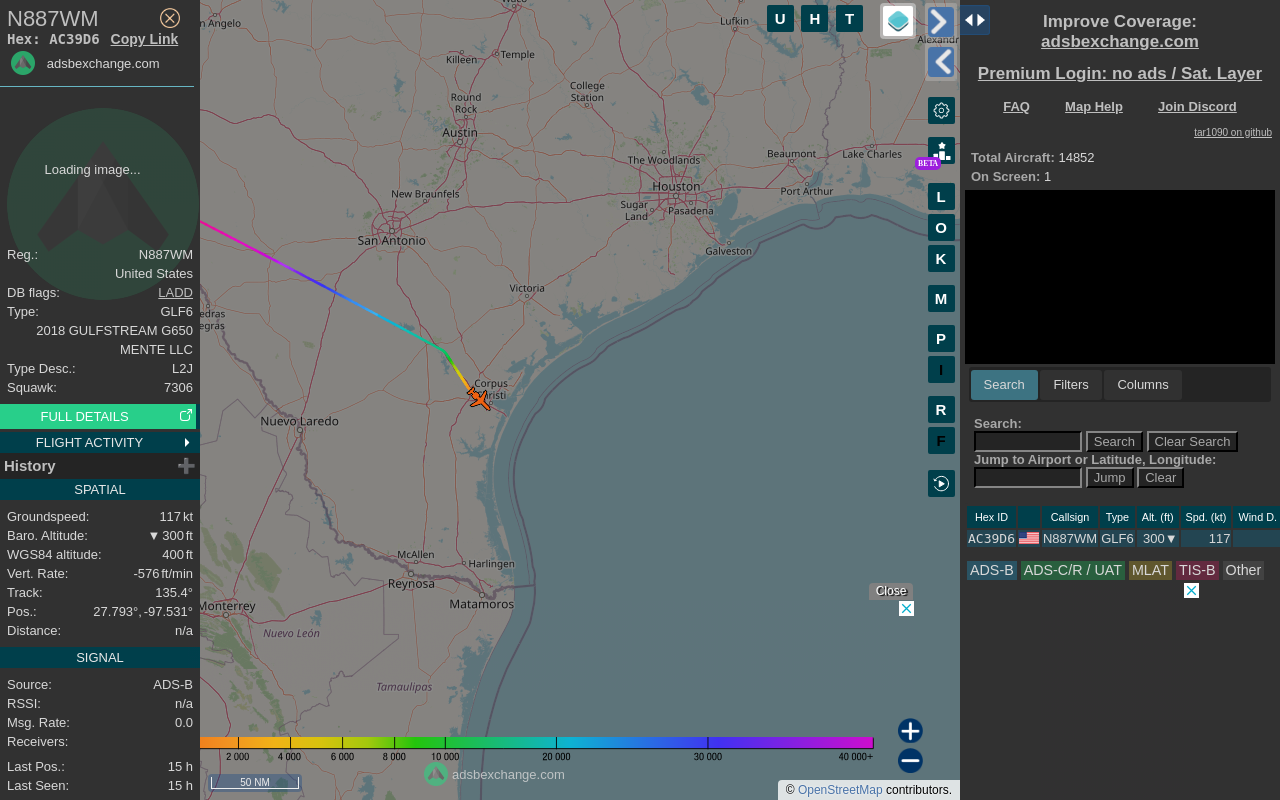 N887WM
Hex: AC39D6 Copy Link
adsbexchange.com
Loading image...
Reg.: N887WM
United States
DB flags: LADD
Type: GLF6
2018 GULFSTREAM G650
MENTE LLC
Type Desc.: L2J
Squawk: 7306
FULL DETAILS
FLIGHT ACTIVITY
History
SPATIAL
Groundspeed: 117 kt
Baro. Altitude: ▼ 300 ft
WGS84 altitude: 400 ft
Vert. Rate: -576 ft/min
Track: 135.4°
Pos.: 27.793°, -97.531°
Distance: n/a
SIGNAL
Source: ADS-B
RSSI: n/a
Msg. Rate: 0.0
Receivers:
Last Pos.: 15 h
Last Seen: 15 h
n Angelo
Waco
Lufkin
Alexandr
Killeen
Temple
College
Station
Round
Rock
Austin
The Woodlands
Beaumont
Lake Charles
New Braunfels
Houston
Port Arthur
Sugar
Land
Pasadena
San Antonio
Galveston
Victoria
edras
egras
Corpus
risti
Nuevo Laredo
McAllen
Harlingen
Reynosa
Matamoros
Monterrey
Nuevo León
Tamaulipas
U H T
BETA
L
O
K
M
P
I
R
F
Close
2 000 4 000 6 000 8 000 10 000 20 000 30 000 40 000+
adsbexchange.com
50 NM
© OpenStreetMap contributors.
Improve Coverage:
adsbexchange.com
Premium Login: no ads / Sat. Layer
FAQ Map Help Join Discord
tar1090 on github
Total Aircraft: 14852
On Screen: 1
Search Filters Columns
Search:
Search Clear Search
Jump to Airport or Latitude, Longitude:
Jump Clear
Hex ID Callsign Type Alt. (ft) Spd. (kt) Wind D.
AC39D6 N887WM GLF6 300▼ 117
ADS-B ADS-C/R / UAT MLAT TIS-B Other